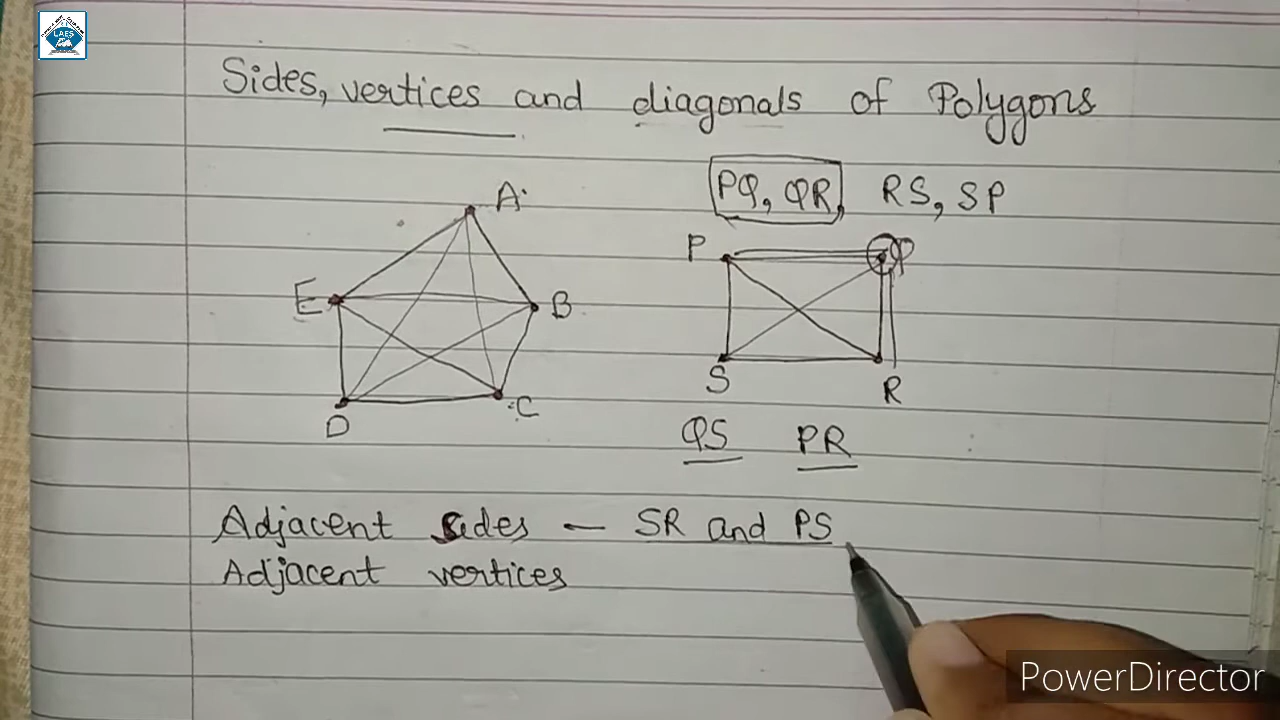 LAES
Sides, vertices and diagonals of Polygons
PQ, QR, RS, SP
A
E
B
D
C
P
Q
S
R
QS PR
Adjacent sides — SR and PS
Adjacent vertices
PowerDirector